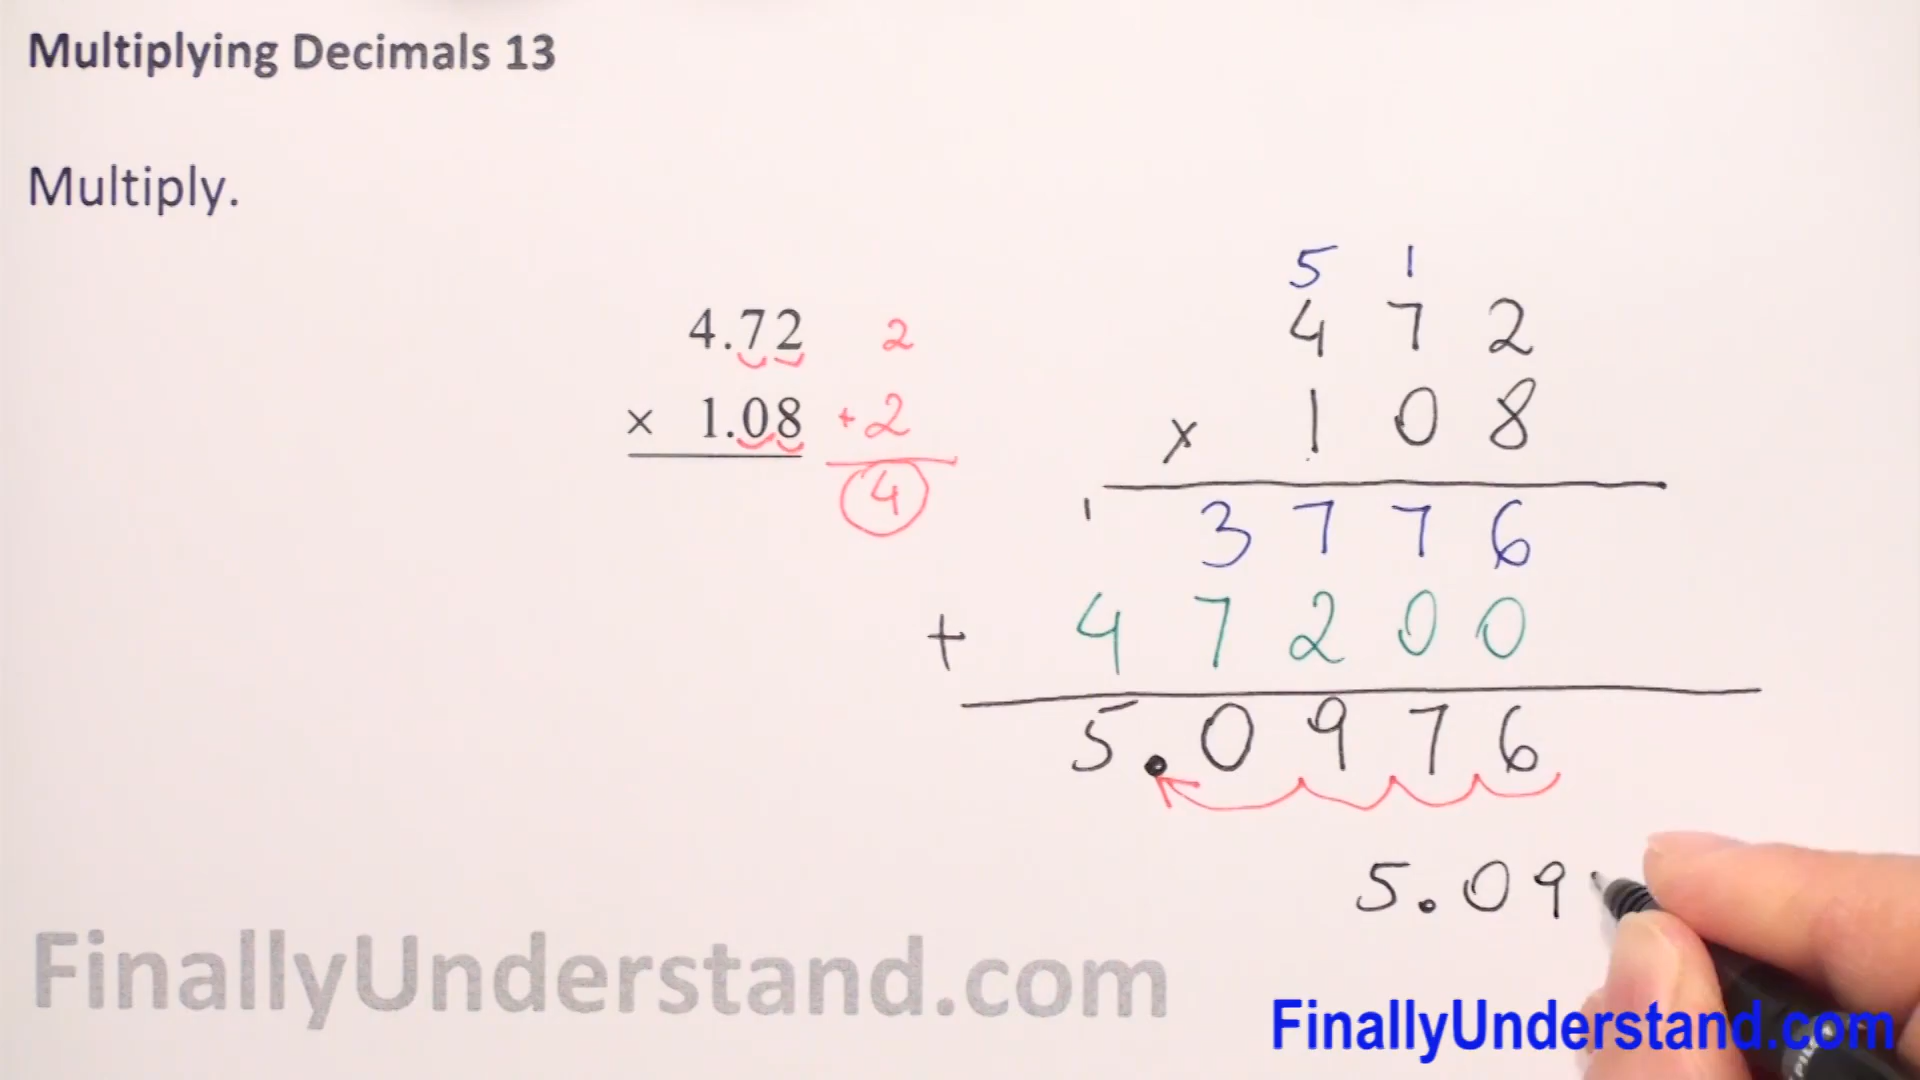 Multiplying Decimals 13
Multiply.
4.72 2
× 1.08 + 2
4
5 1
4 7 2
x 1 0 8
1
3 7 7 6
+ 4 7 2 0 0
5.0 9 7 6
5.09
FinallyUnderstand.com
FinallyUnderstand.com